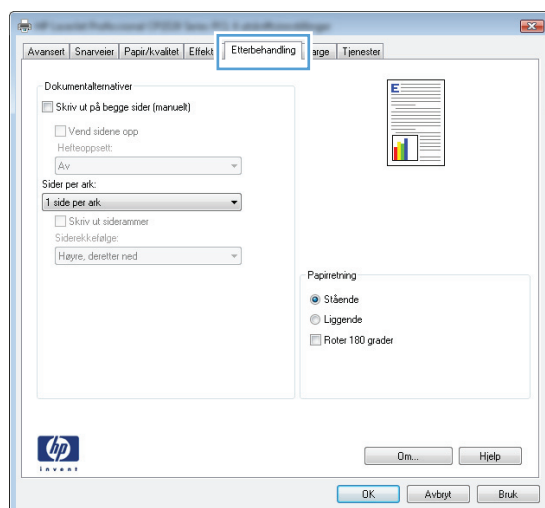 Avansert Snarveier Papir/kvalitet Effekt Etterbehandling arge Tjenester
Dokumentalternativer
Skriv ut på begge sider (manuelt)
Vend sidene opp
Hefteoppsett:
Av
Sider per ark:
1 side per ark
Skriv ut siderammer
Siderekkefølge:
Høyre, deretter ned
E
Papirretning
Stående
Liggende
Roter 180 grader
hp
invent
Om... Hjelp
OK Avbryt Bruk